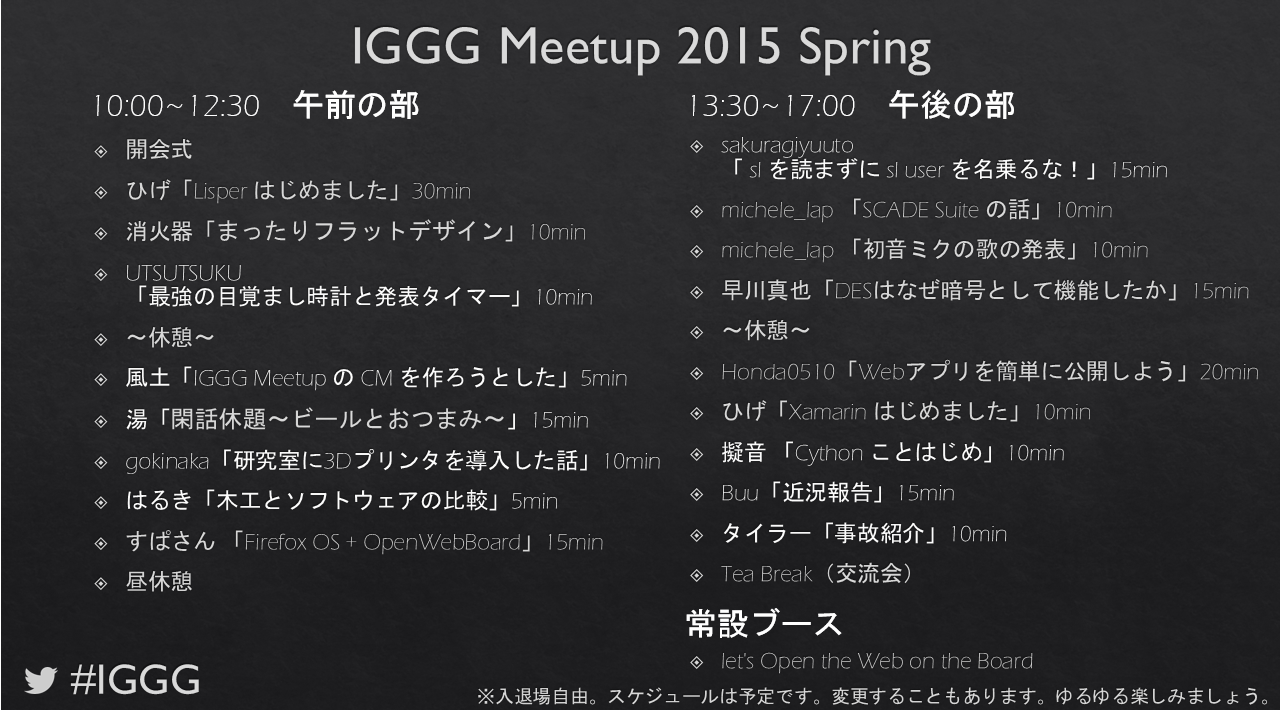 IGGG Meetup 2015 Spring
10:00~12:30 午前の部
開会式
ひげ「Lisper はじめました」30min
消火器「まったりフラットデザイン」10min
UTSUTSUKU
「最強の目覚まし時計と発表タイマー」10min
～休憩～
風土「IGGG Meetup の CM を作ろうとした」5min
湯「閑話休題～ビールとおつまみ～」15min
gokinaka「研究室に3Dプリンタを導入した話」10min
はるき「木工とソフトウェアの比較」5min
すぱさん 「Firefox OS + OpenWebBoard」15min
昼休憩
13:30~17:00 午後の部
sakuragiyuuto
「 sl を読まずに sl user を名乗るな！」15min
michele_lap 「SCADE Suite の話」10min
michele_lap 「初音ミクの歌の発表」10min
早川真也「DESはなぜ暗号として機能したか」15min
～休憩～
Honda0510「Webアプリを簡単に公開しよう」20min
ひげ「Xamarin はじめました」10min
擬音 「Cython ことはじめ」10min
Buu「近況報告」15min
タイラー「事故紹介」10min
Tea Break（交流会）
常設ブース
let's Open the Web on the Board
#IGGG
※入退場自由。スケジュールは予定です。変更することもあります。ゆるゆる楽しみましょう。